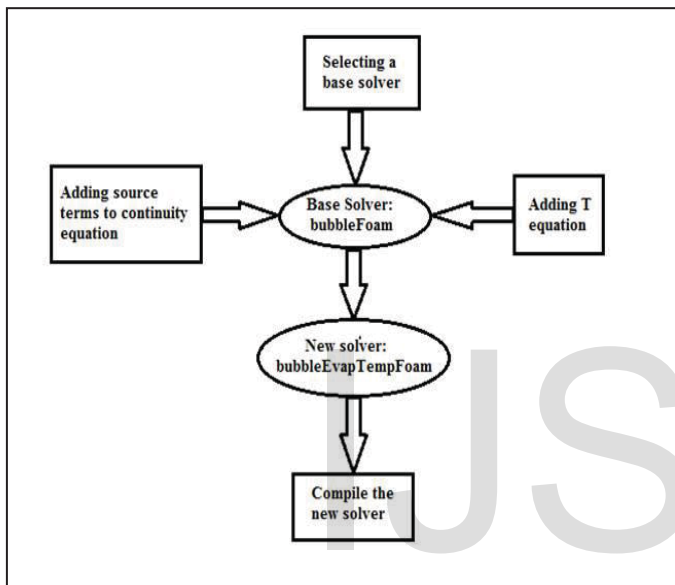 Selecting a
base solver
Adding source
terms to continuity
equation
Base Solver:
bubbleFoam
Adding T
equation
New solver:
bubbleEvapTempFoam
Compile the
new solver
IJS